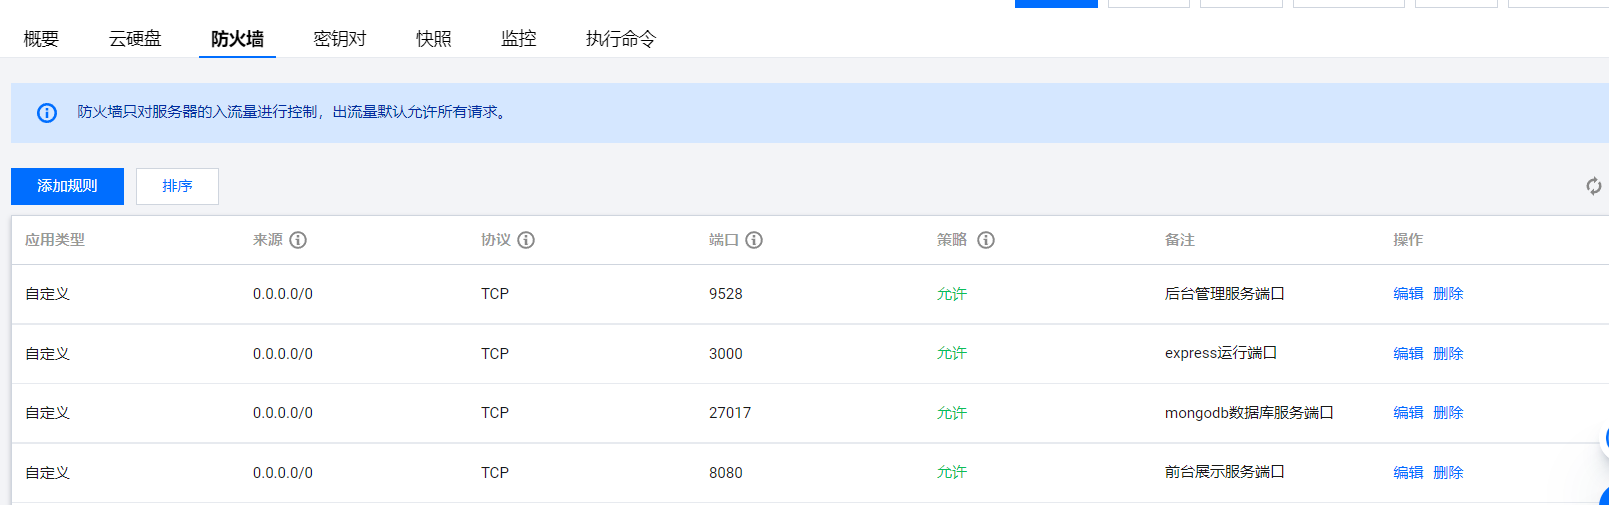 概要 云硬盘 防火墙 密钥对 快照 监控 执行命令
防火墙只对服务器的入流量进行控制，出流量默认允许所有请求。
添加规则 排序
应用类型 来源 协议 端口 策略 备注 操作
自定义 0.0.0.0/0 TCP 9528 允许 后台管理服务端口 编辑 删除
自定义 0.0.0.0/0 TCP 3000 允许 express运行端口 编辑 删除
自定义 0.0.0.0/0 TCP 27017 允许 mongodb数据库服务端口 编辑 删除
自定义 0.0.0.0/0 TCP 8080 允许 前台展示服务端口 编辑 删除